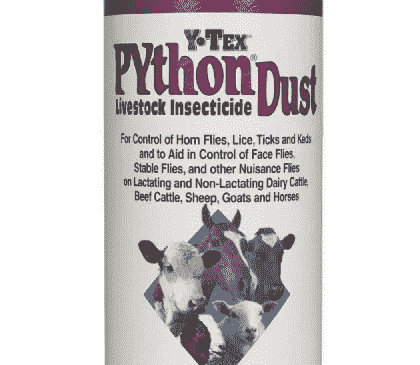 Y-TEX
PYthon® Dust
Livestock Insecticide
For Control of Horn Flies, Lice, Ticks and Keds
and to Aid in Control of Face Flies,
Stable Flies, and other Nuisance Flies
on Lactating and Non-Lactating Dairy Cattle,
Beef Cattle, Sheep, Goats and Horses